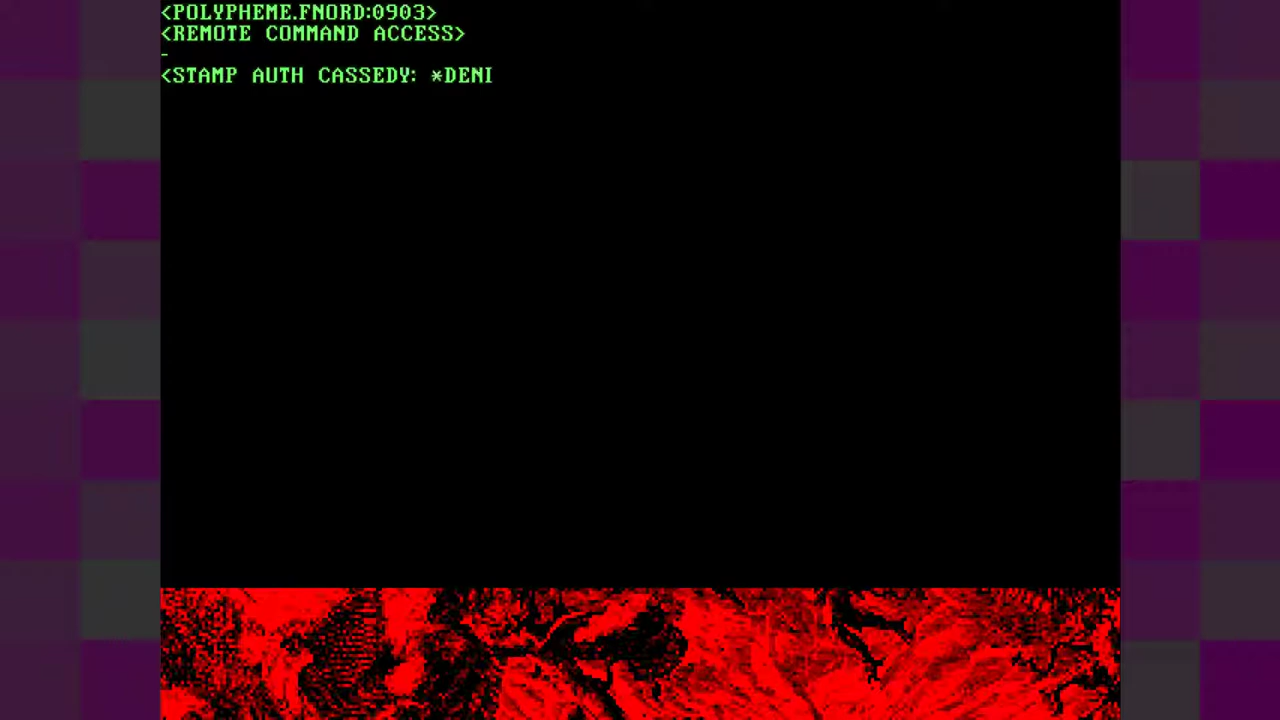 <POLYPHEME.FNORD:0903>
<REMOTE COMMAND ACCESS>
-
<STAMP AUTH CASSEDY: *DENI